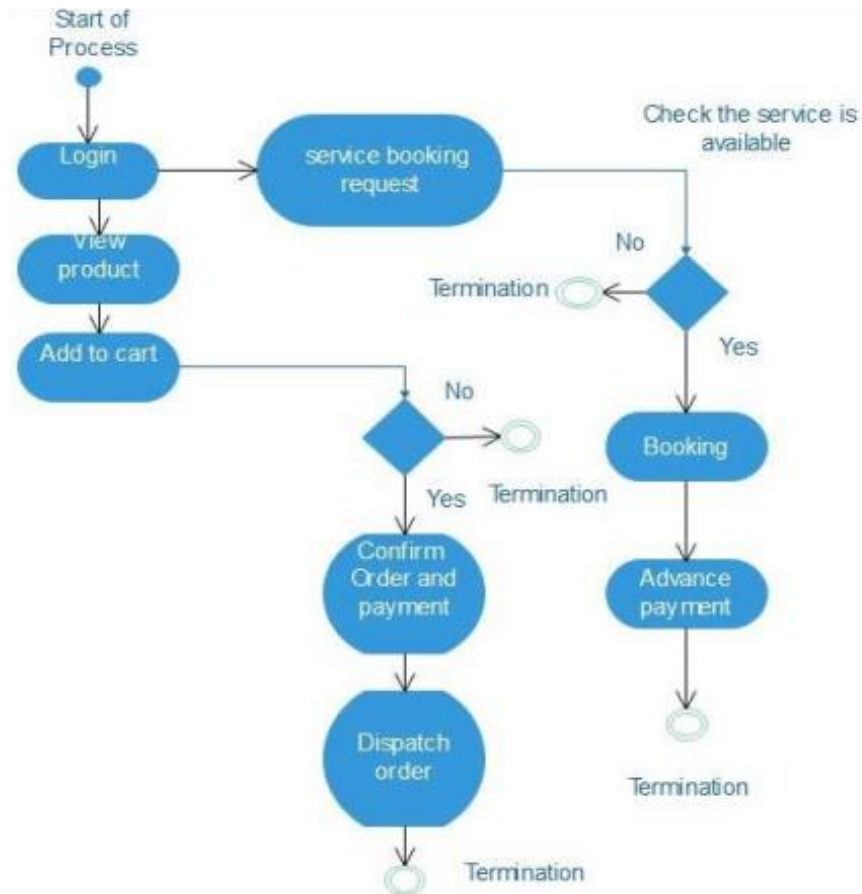 Start of
Process
Check the service is
available
Login
service booking
request
View
product
No
Termination
Yes
Add to cart
No
Booking
Yes
Termination
Confirm
Order and
payment
Advance
payment
Dispatch
order
Termination
Termination